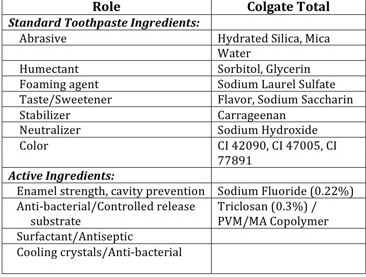 Role Colgate Total
Standard Toothpaste Ingredients:
Abrasive Hydrated Silica, Mica
Water
Humectant Sorbitol, Glycerin
Foaming agent Sodium Laurel Sulfate
Taste/Sweetener Flavor, Sodium Saccharin
Stabilizer Carrageenan
Neutralizer Sodium Hydroxide
Color CI 42090, CI 47005, CI
77891
Active Ingredients:
Enamel strength, cavity prevention Sodium Fluoride (0.22%)
Anti-bacterial/Controlled release Triclosan (0.3%) /
substrate PVM/MA Copolymer
Surfactant/Antiseptic
Cooling crystals/Anti-bacterial